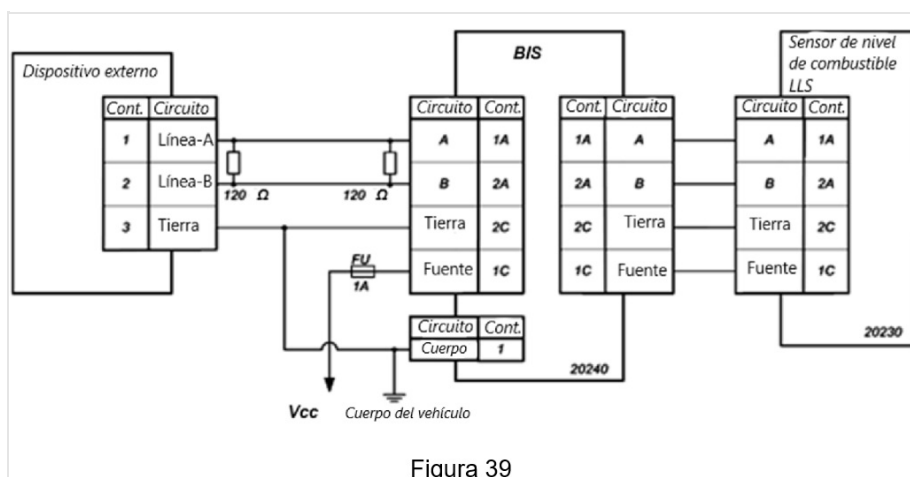 Dispositivo externo
Cont. Circuito
1 Línea-A
2 Línea-B
3 Tierra
120 Ω 120 Ω
FU
1A
Vcc
Cuerpo del vehículo
BIS
Circuito Cont.
A 1A
B 2A
Tierra 2C
Fuente 1C
Circuito Cont.
Cuerpo 1
20240
Cont. Circuito
1A A
2A B
2C Tierra
1C Fuente
Sensor de nivel
de combustible
LLS
Circuito Cont.
A 1A
B 2A
Tierra 2C
Fuente 1C
20230
Figura 39